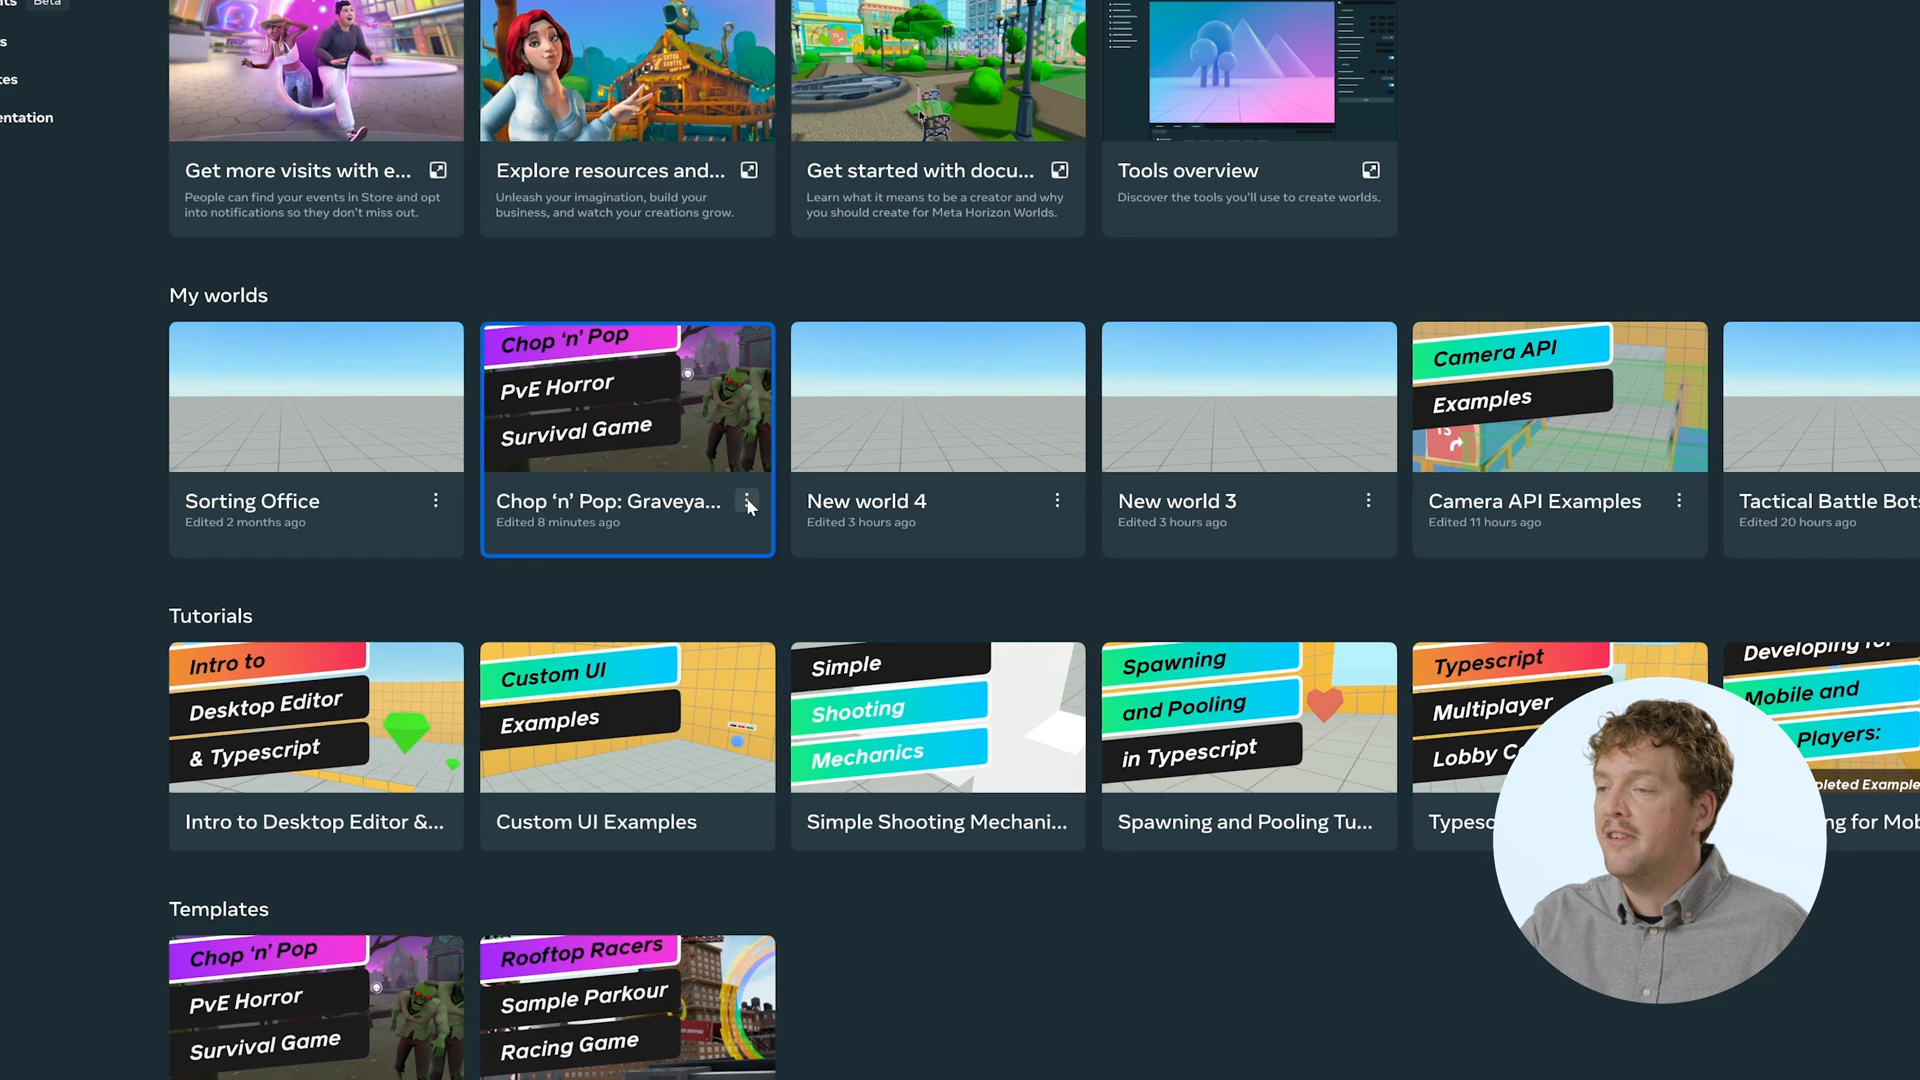 Beta
entation
Get more visits with e...
People can find your events in Store and opt
into notifications so they don't miss out.
Explore resources and...
Unleash your imagination, build your
business, and watch your creations grow.
Get started with docu...
Learn what it means to be a creator and why
you should create for Meta Horizon Worlds.
Tools overview
Discover the tools you'll use to create worlds.
My worlds
Chop ‘n’ Pop
PvE Horror
Survival Game
Camera API
Examples
Sorting Office
Edited 2 months ago
Chop ‘n’ Pop: Graveya...
Edited 8 minutes ago
New world 4
Edited 3 hours ago
New world 3
Edited 3 hours ago
Camera API Examples
Edited 11 hours ago
Tactical Battle Bots
Edited 20 hours ago
Tutorials
Intro to
Desktop Editor
& Typescript
Custom UI
Examples
Simple
Shooting
Mechanics
Spawning
and Pooling
in Typescript
Typescript
Multiplayer
Lobby C
Developing for
Mobile and
Players:
pleted Example
Intro to Desktop Editor &...
Custom UI Examples
Simple Shooting Mechani...
Spawning and Pooling Tu...
Typesc
ng for Mob
Templates
Chop ‘n’ Pop
PvE Horror
Survival Game
Rooftop Racers
Sample Parkour
Racing Game